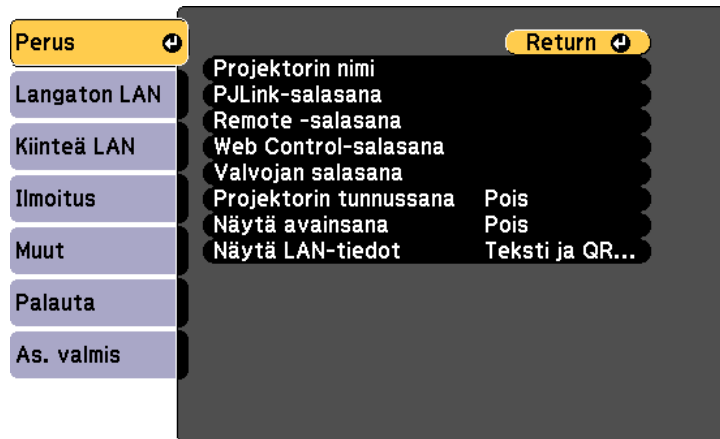 Perus
Langaton LAN
Kiinteä LAN
Ilmoitus
Muut
Palauta
As. valmis
Return
Projektorin nimi
PJLink-salasana
Remote -salasana
Web Control-salasana
Valvojan salasana
Projektorin tunnussana Pois
Näytä avainsana Pois
Näytä LAN-tiedot Teksti ja QR...